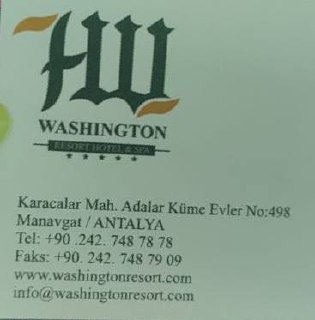 HW
WASHINGTON
RESORT HOTEL & SPA
Karacalar Mah. Adalar Küme Evler No:498
Manavgat / ANTALYA
Tel: +90 .242. 748 78 78
Faks: +90. 242. 748 79 09
www.washingtonresort.com
info@washingtonresort.com